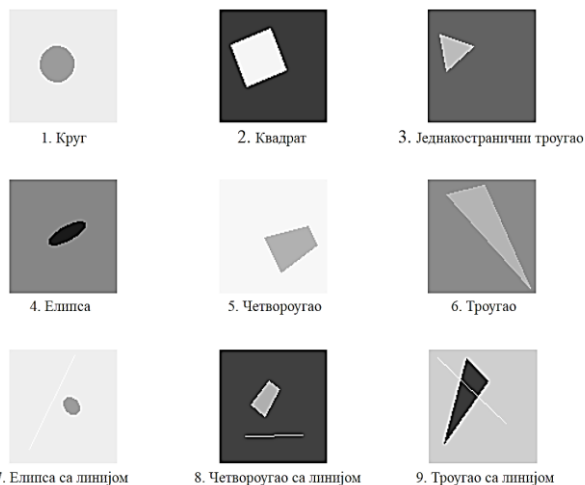 1. Круг
2. Квадрат
3. Једнакостранични троугао
4. Елипса
5. Четвороугао
6. Троугао
7. Елипса са линијом
8. Четвороугао са линијом
9. Троугао са линијом